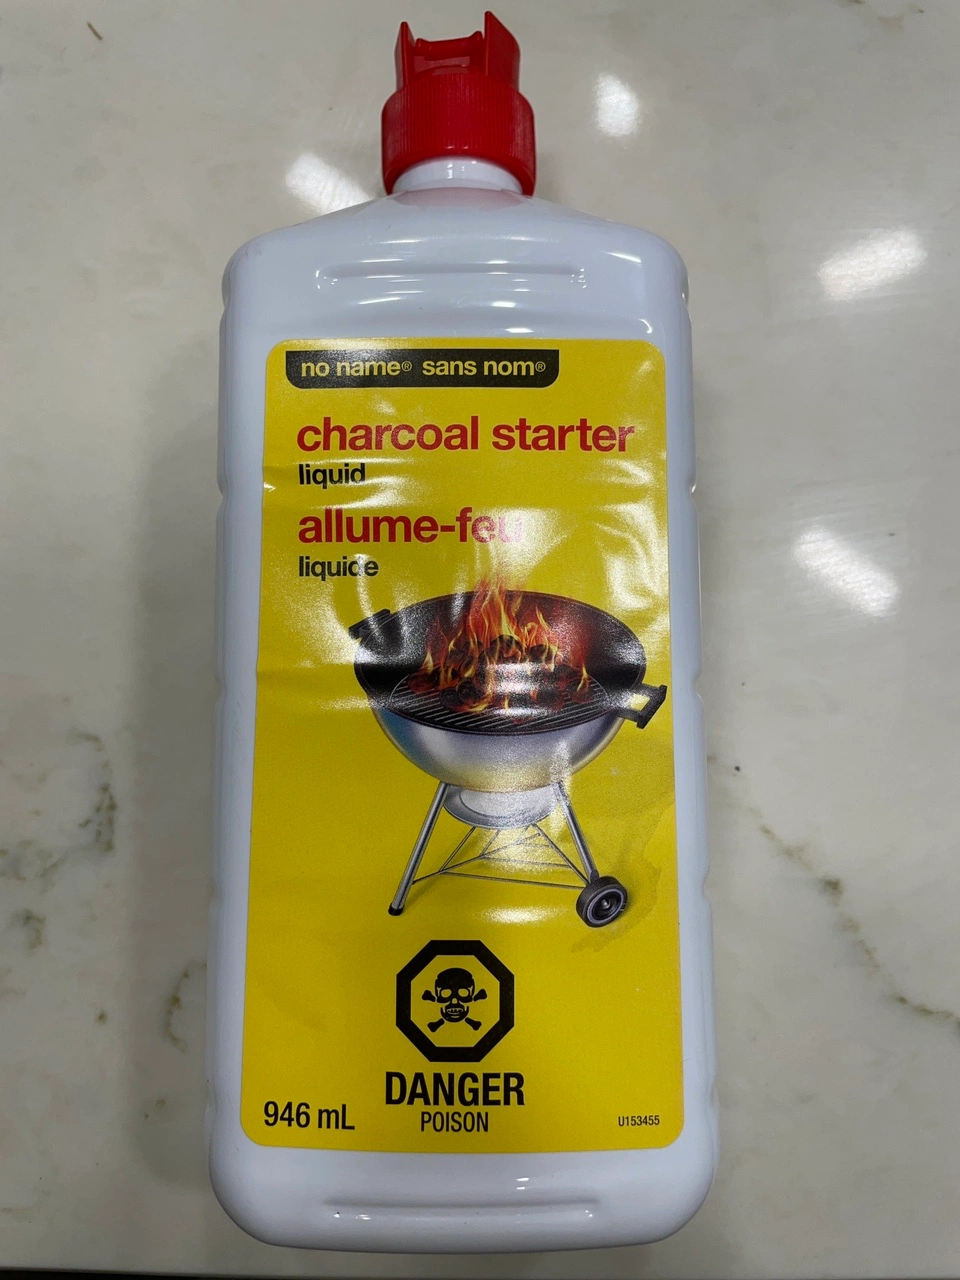 no name® sans nom®
charcoal starter
liquid
allume-feu
liquide
DANGER
POISON
946 mL
U153455